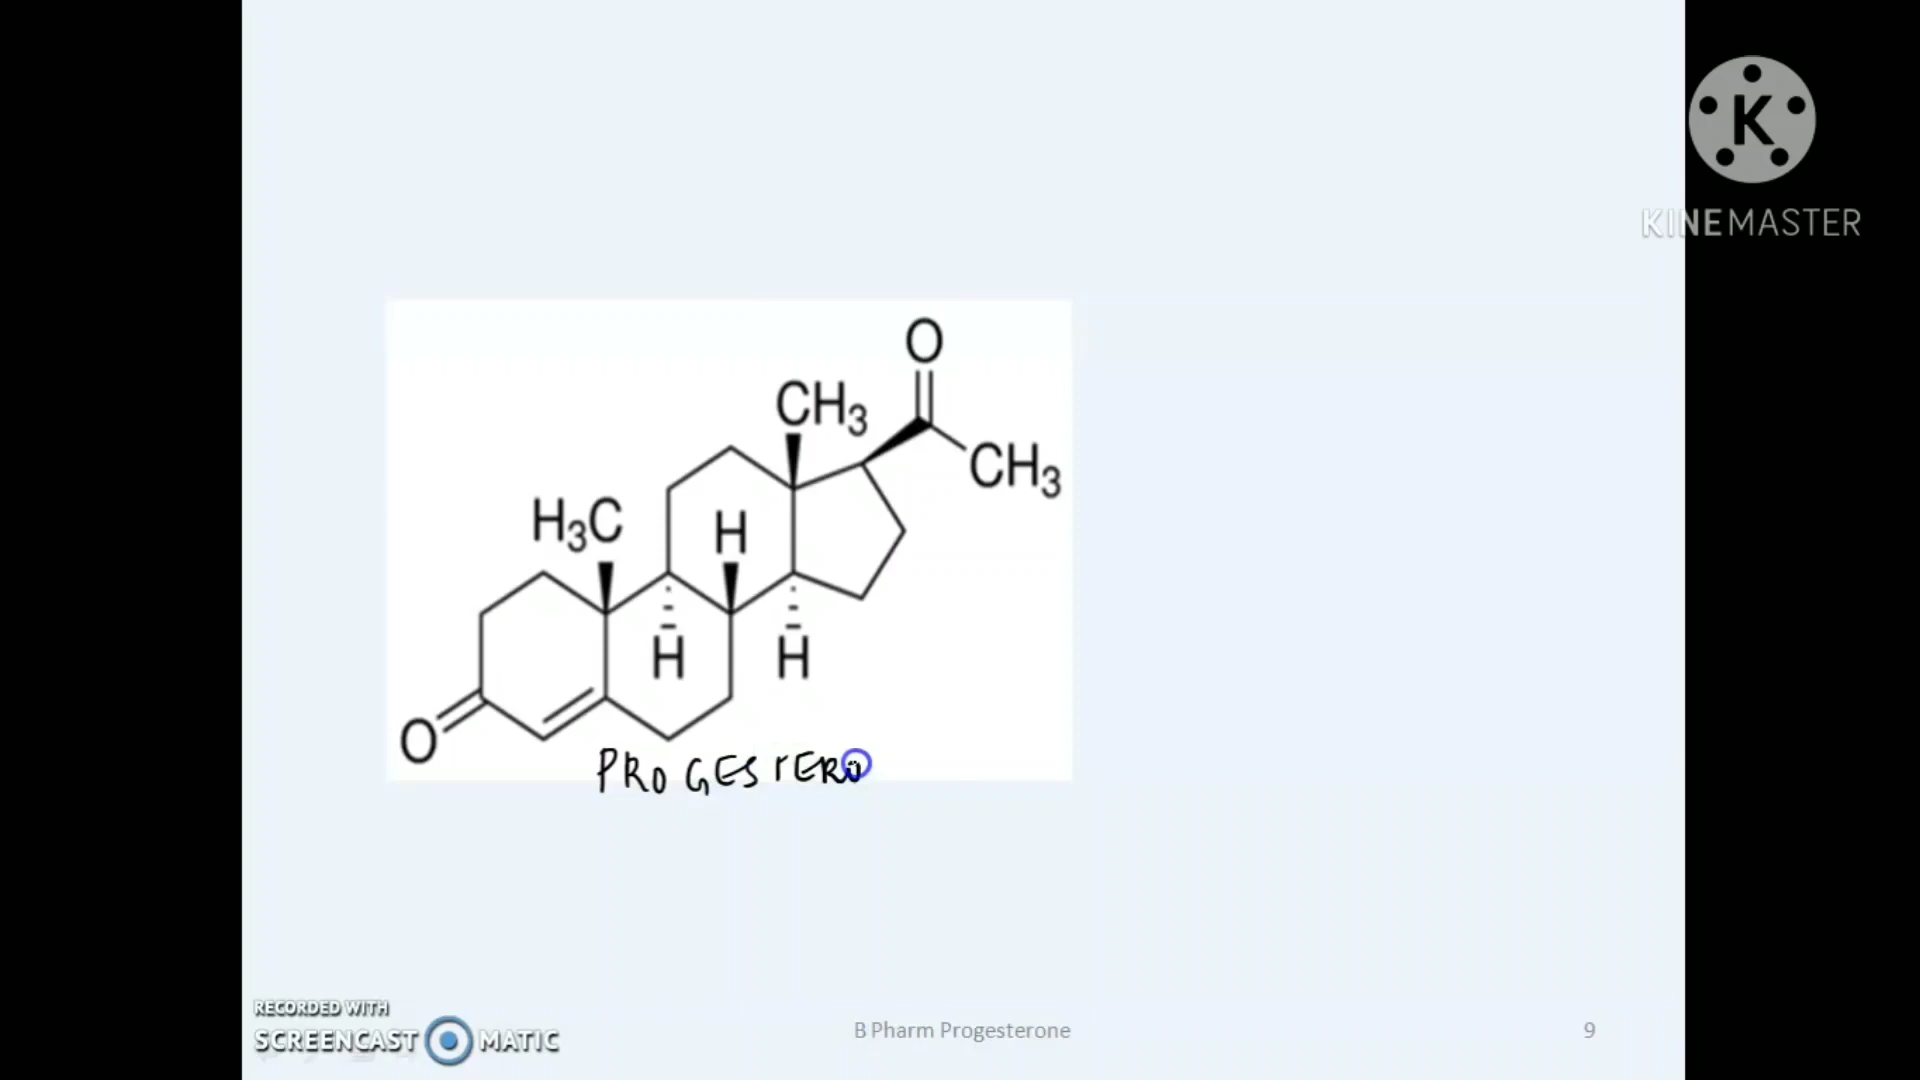 K
KINEMASTER
O
CH3
CH3
H3C
H
H
H
O
PROGESTERO
RECORDED WITH
SCREENCAST MATIC
B Pharm Progesterone
9